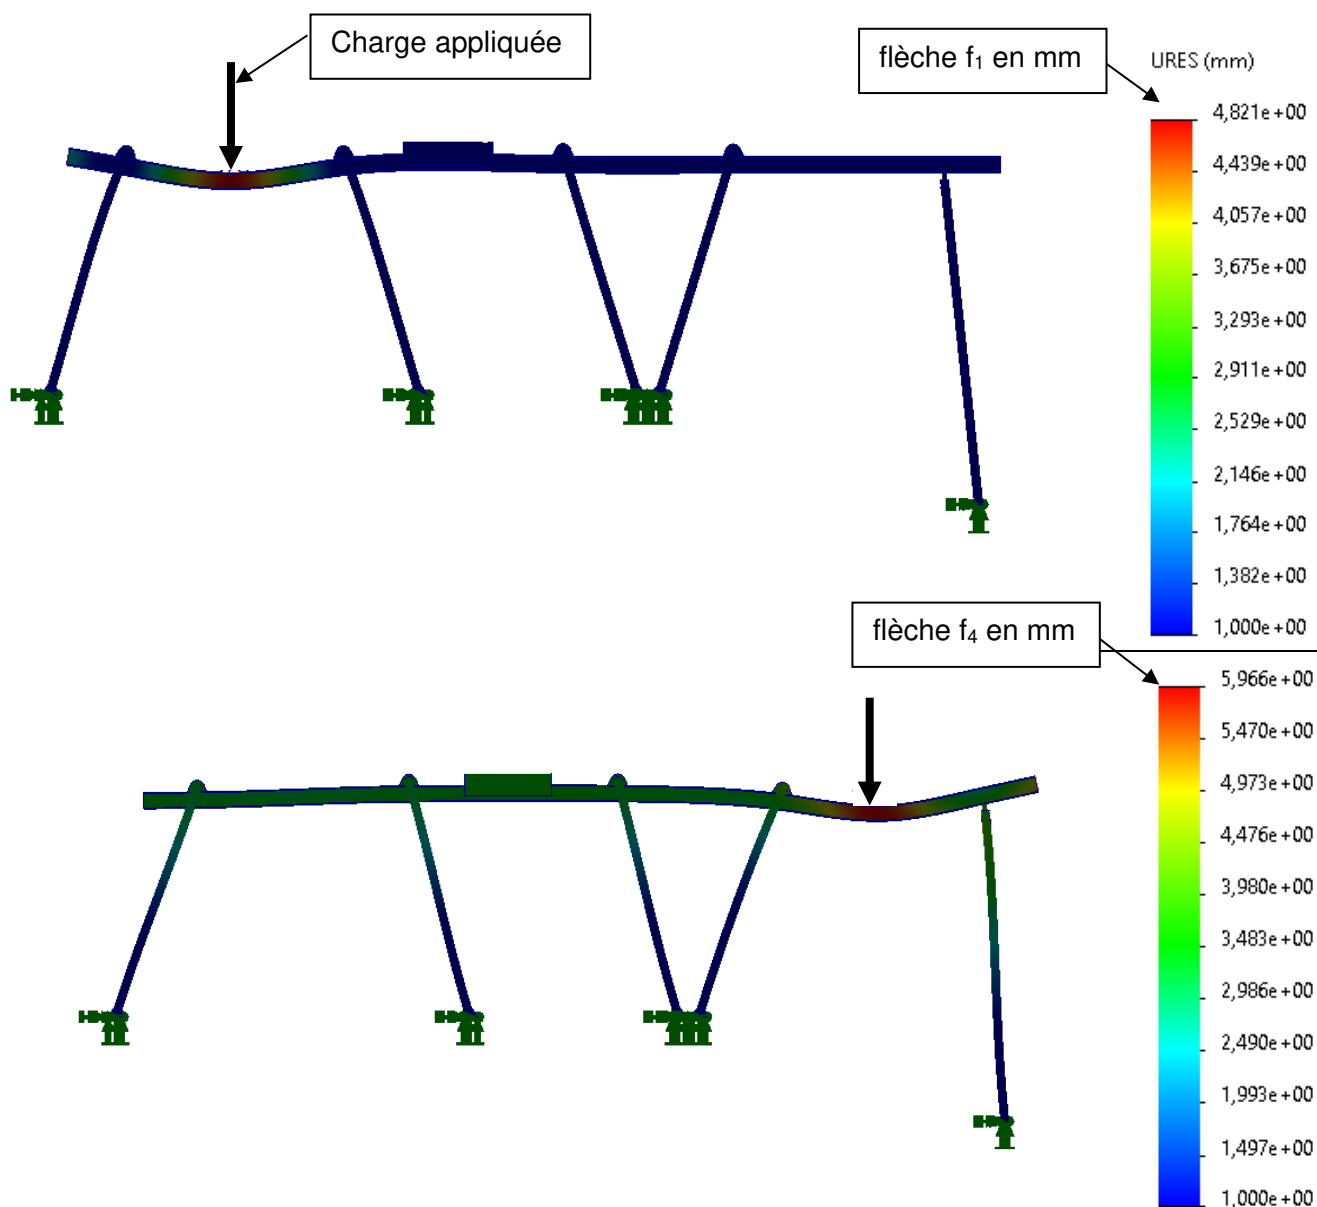 Charge appliquée
flèche f₁ en mm
URES (mm)
4,821e+00
4,439e+00
4,057e+00
3,675e+00
3,293e+00
2,911e+00
2,529e+00
2,146e+00
1,764e+00
1,382e+00
1,000e+00
flèche f₄ en mm
5,966e+00
5,470e+00
4,973e+00
4,476e+00
3,980e+00
3,483e+00
2,986e+00
2,490e+00
1,993e+00
1,497e+00
1,000e+00